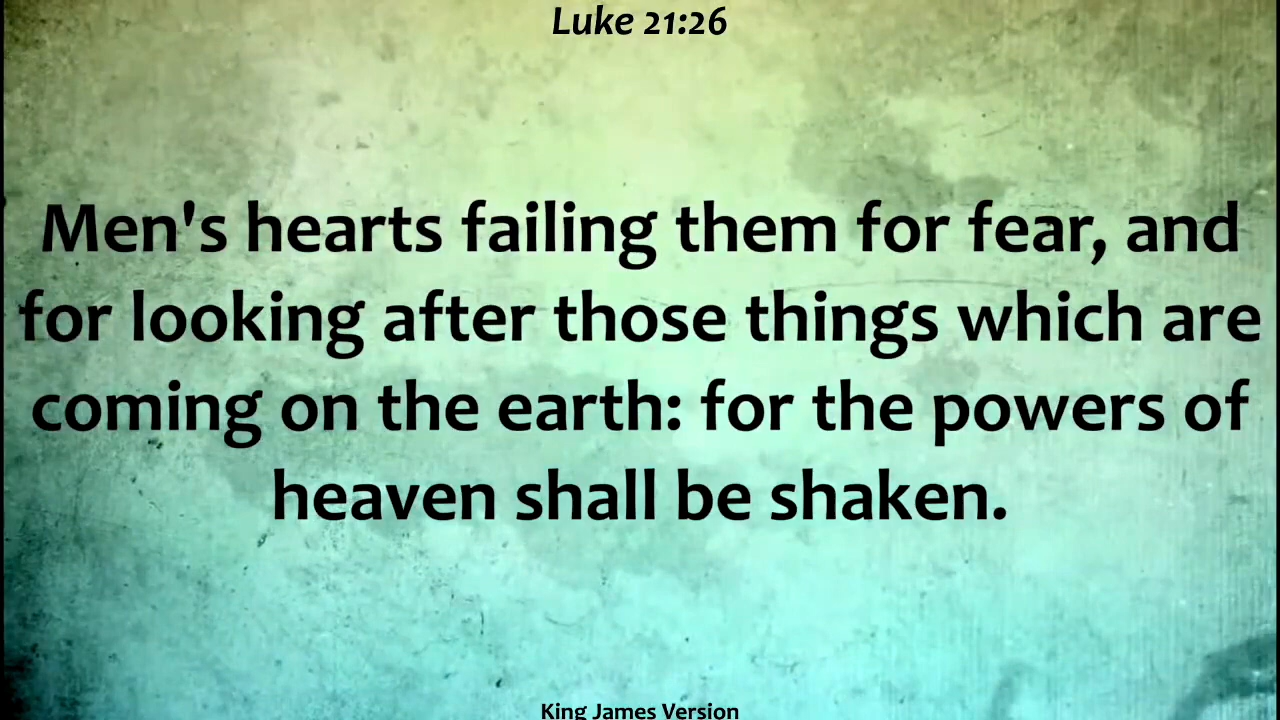 Luke 21:26
Men's hearts failing them for fear, and
for looking after those things which are
coming on the earth: for the powers of
heaven shall be shaken.
King James Version